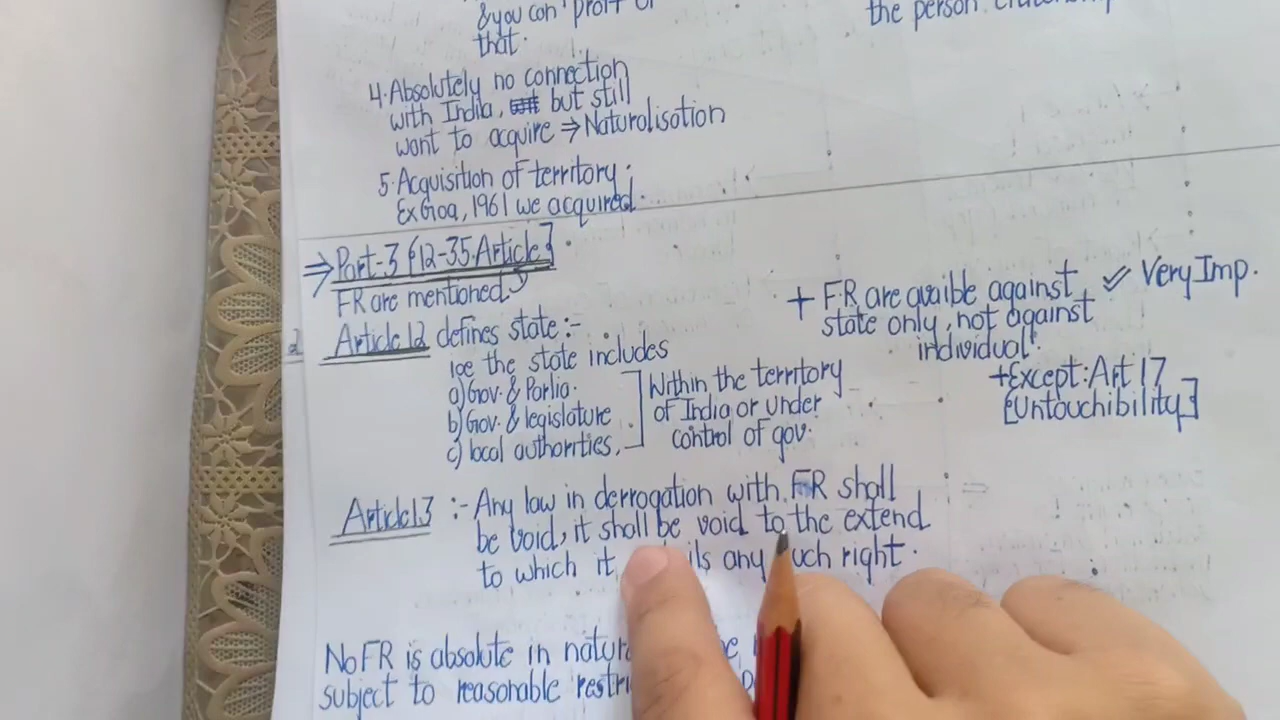 &you can't profit of
that.
the person
4. Absolutely no connection
with India, but still
want to acquire ⇒ Naturalisation
5. Acquisition of territory.
Ex Goa, 1961 we acquired.
⇒ Part-3 {12-35 Article}
FR are mentioned
Article 12 defines state:-
the state includes
a) Gov. & Parlia.
b) Gov. & legislature
c) local authorities.
Within the territory
of India or under
control of gov.
+ F.R are avaible against
state only, not against
individual.
✓ Very Imp.
+Except: Art 17
[Untouchibility]
Article 13 :- Any law in derrogation with FR shall
be void, it shall be void to the extend
to which it any such right.
No FR is absolute in
subject to reasonable